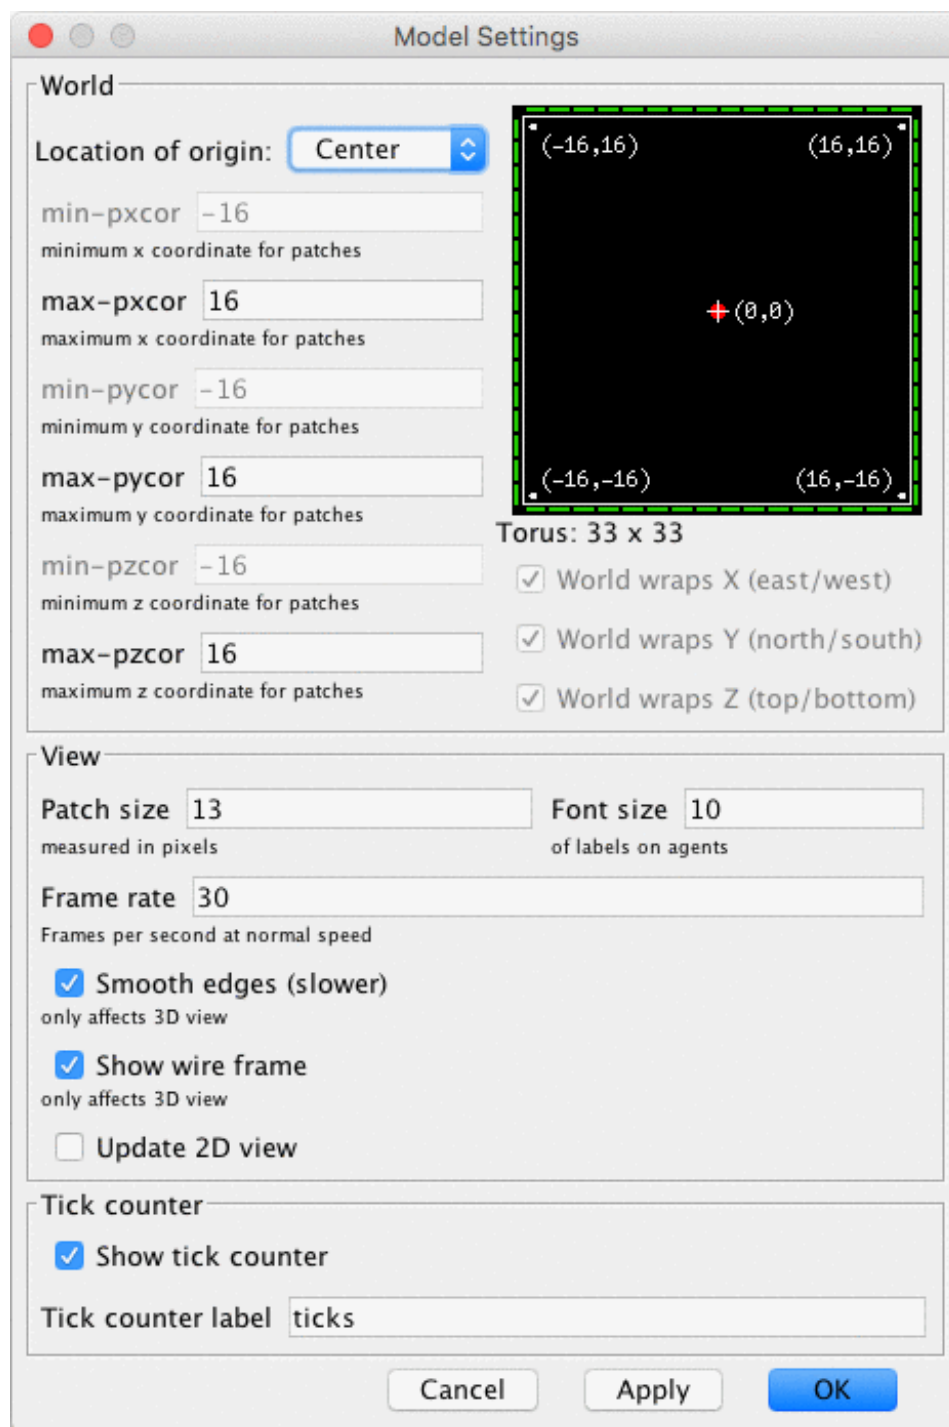 Model Settings
World
Location of origin: Center
min-pxcor -16
minimum x coordinate for patches
max-pxcor 16
maximum x coordinate for patches
min-pycor -16
minimum y coordinate for patches
max-pycor 16
maximum y coordinate for patches
min-pzcor -16
minimum z coordinate for patches
max-pzcor 16
maximum z coordinate for patches
(-16,16) (16,16)
(0,0)
(-16,-16) (16,-16)
Torus: 33 x 33
World wraps X (east/west)
World wraps Y (north/south)
World wraps Z (top/bottom)
View
Patch size 13 Font size 10
measured in pixels of labels on agents
Frame rate 30
Frames per second at normal speed
Smooth edges (slower)
only affects 3D view
Show wire frame
only affects 3D view
Update 2D view
Tick counter
Show tick counter
Tick counter label ticks
Cancel Apply OK